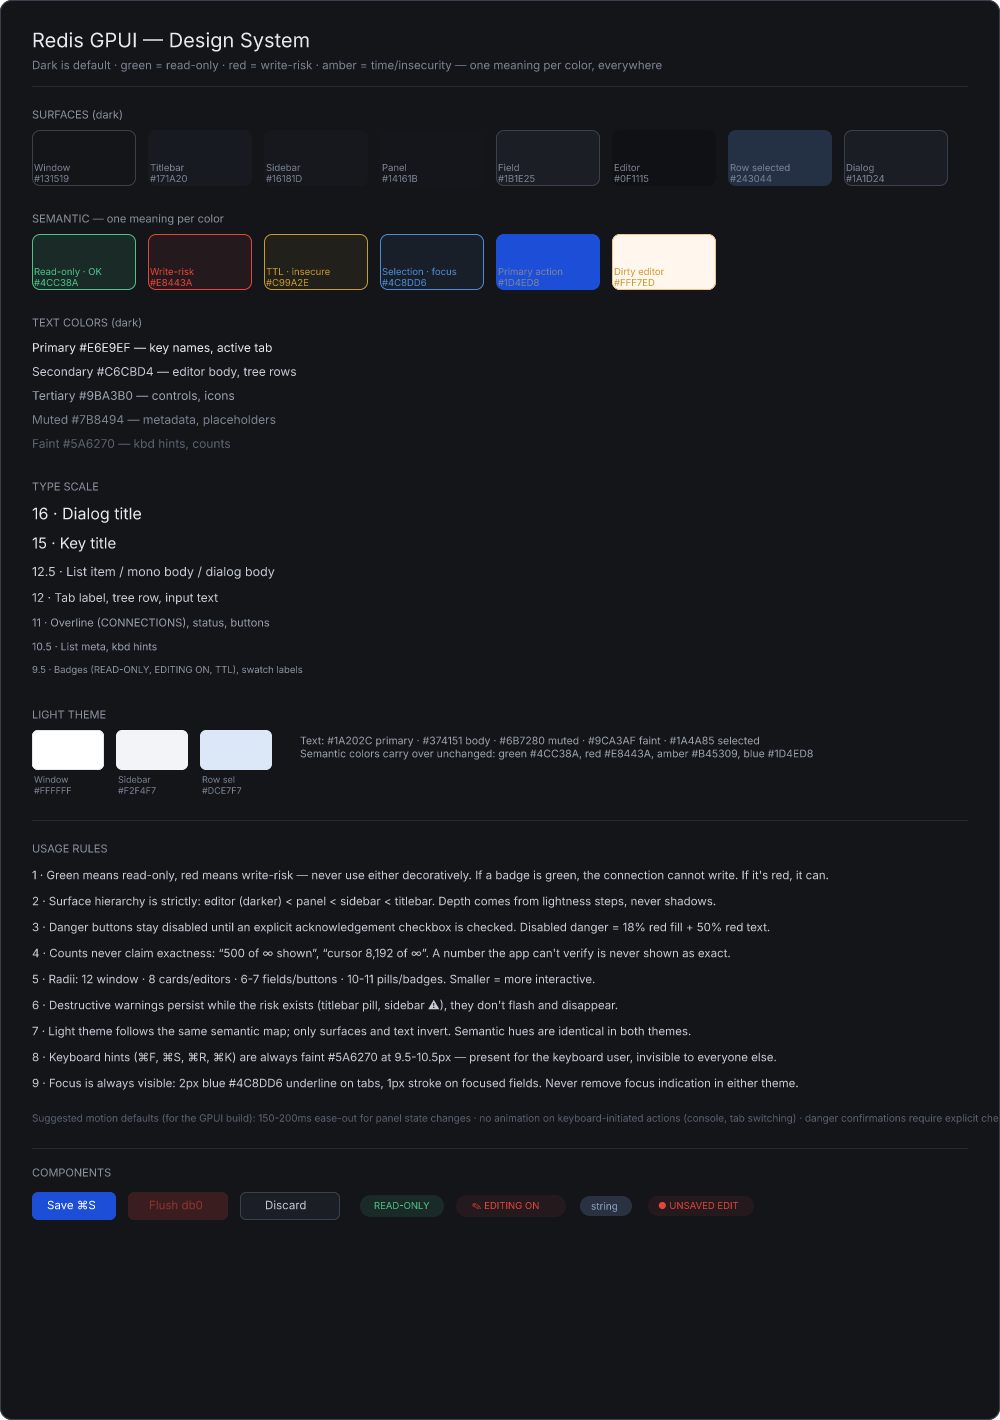 Redis GPUI — Design System
Dark is default · green = read-only · red = write-risk · amber = time/insecurity — one meaning per color, everywhere
SURFACES (dark)
Window
#131519
Titlebar
#171A20
Sidebar
#16181D
Panel
#14161B
Field
#1B1E25
Editor
#0F1115
Row selected
#243044
Dialog
#1A1D24
SEMANTIC — one meaning per color
Read-only · OK
#4CC38A
Write-risk
#E8443A
TTL · insecure
#C99A2E
Selection · focus
#4C8DD6
Primary action
#1D4ED8
Dirty editor
#FFF7ED
TEXT COLORS (dark)
Primary #E6E9EF — key names, active tab
Secondary #C6CBD4 — editor body, tree rows
Tertiary #9BA3B0 — controls, icons
Muted #7B8494 — metadata, placeholders
Faint #5A6270 — kbd hints, counts
TYPE SCALE
16 · Dialog title
15 · Key title
12.5 · List item / mono body / dialog body
12 · Tab label, tree row, input text
11 · Overline (CONNECTIONS), status, buttons
10.5 · List meta, kbd hints
9.5 · Badges (READ-ONLY, EDITING ON, TTL), swatch labels
LIGHT THEME
Window
#FFFFFF
Sidebar
#F2F4F7
Row sel
#DCE7F7
Text: #1A202C primary · #374151 body · #6B7280 muted · #9CA3AF faint · #1A4A85 selected
Semantic colors carry over unchanged: green #4CC38A, red #E8443A, amber #B45309, blue #1D4ED8
USAGE RULES
1 · Green means read-only, red means write-risk — never use either decoratively. If a badge is green, the connection cannot write. If it's red, it can.
2 · Surface hierarchy is strictly: editor (darker) < panel < sidebar < titlebar. Depth comes from lightness steps, never shadows.
3 · Danger buttons stay disabled until an explicit acknowledgement checkbox is checked. Disabled danger = 18% red fill + 50% red text.
4 · Counts never claim exactness: “500 of ∞ shown”, “cursor 8,192 of ∞”. A number the app can't verify is never shown as exact.
5 · Radii: 12 window · 8 cards/editors · 6-7 fields/buttons · 10-11 pills/badges. Smaller = more interactive.
6 · Destructive warnings persist while the risk exists (titlebar pill, sidebar ⚠), they don't flash and disappear.
7 · Light theme follows the same semantic map; only surfaces and text invert. Semantic hues are identical in both themes.
8 · Keyboard hints (⌘F, ⌘S, ⌘R, ⌘K) are always faint #5A6270 at 9.5-10.5px — present for the keyboard user, invisible to everyone else.
9 · Focus is always visible: 2px blue #4C8DD6 underline on tabs, 1px stroke on focused fields. Never remove focus indication in either theme.
Suggested motion defaults (for the GPUI build): 150-200ms ease-out for panel state changes · no animation on keyboard-initiated actions (console, tab switching) · danger confirmations require explicit che
COMPONENTS
Save ⌘S
Flush db0
Discard
READ-ONLY
✎ EDITING ON
string
● UNSAVED EDIT